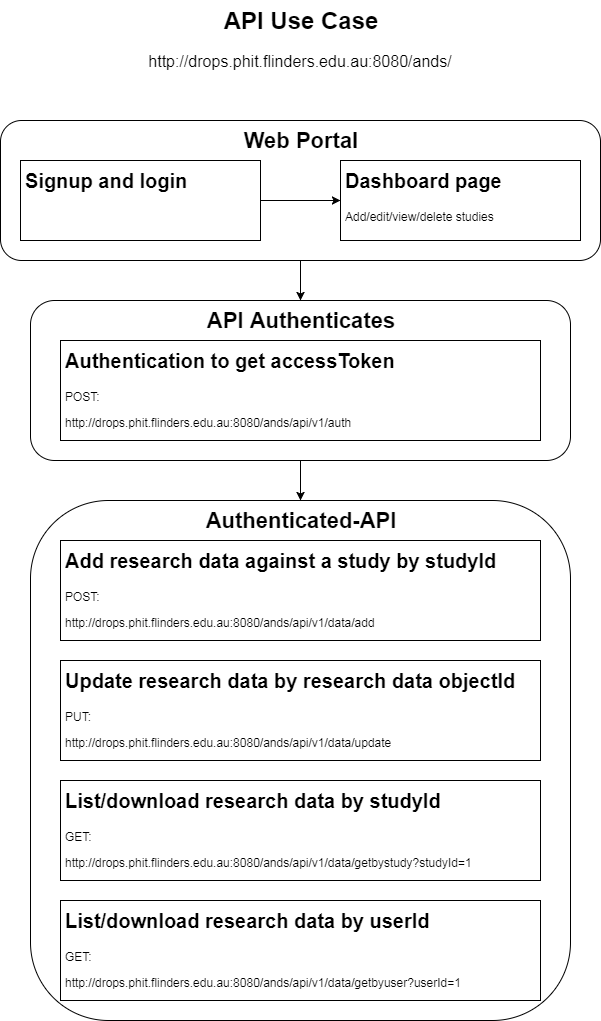 API Use Case
http://drops.phit.flinders.edu.au:8080/ands/
Web Portal
Signup and login
Dashboard page
Add/edit/view/delete studies
API Authenticates
Authentication to get accessToken
POST:
http://drops.phit.flinders.edu.au:8080/ands/api/v1/auth
Authenticated-API
Add research data against a study by studyId
POST:
http://drops.phit.flinders.edu.au:8080/ands/api/v1/data/add
Update research data by research data objectId
PUT:
http://drops.phit.flinders.edu.au:8080/ands/api/v1/data/update
List/download research data by studyId
GET:
http://drops.phit.flinders.edu.au:8080/ands/api/v1/data/getbystudy?studyId=1
List/download research data by userId
GET:
http://drops.phit.flinders.edu.au:8080/ands/api/v1/data/getbyuser?userId=1